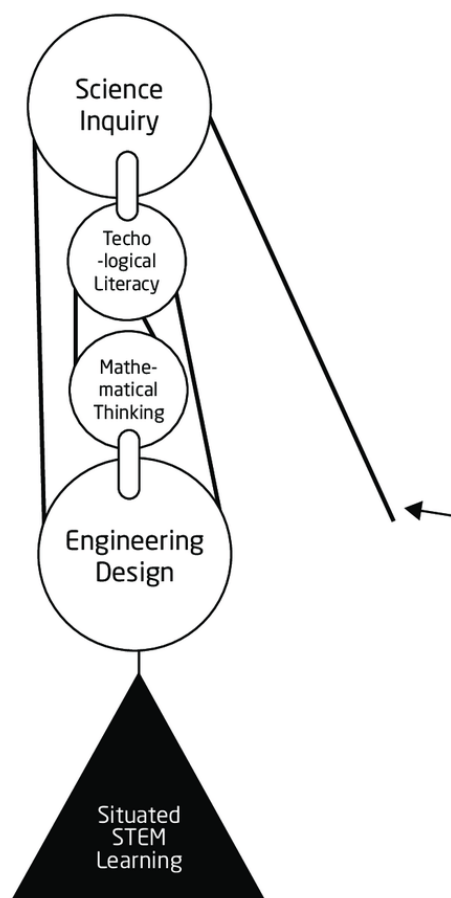 Science
Inquiry
Techo
-logical
Literacy
Mathe-
matical
Thinking
Engineering
Design
Situated
STEM
Learning